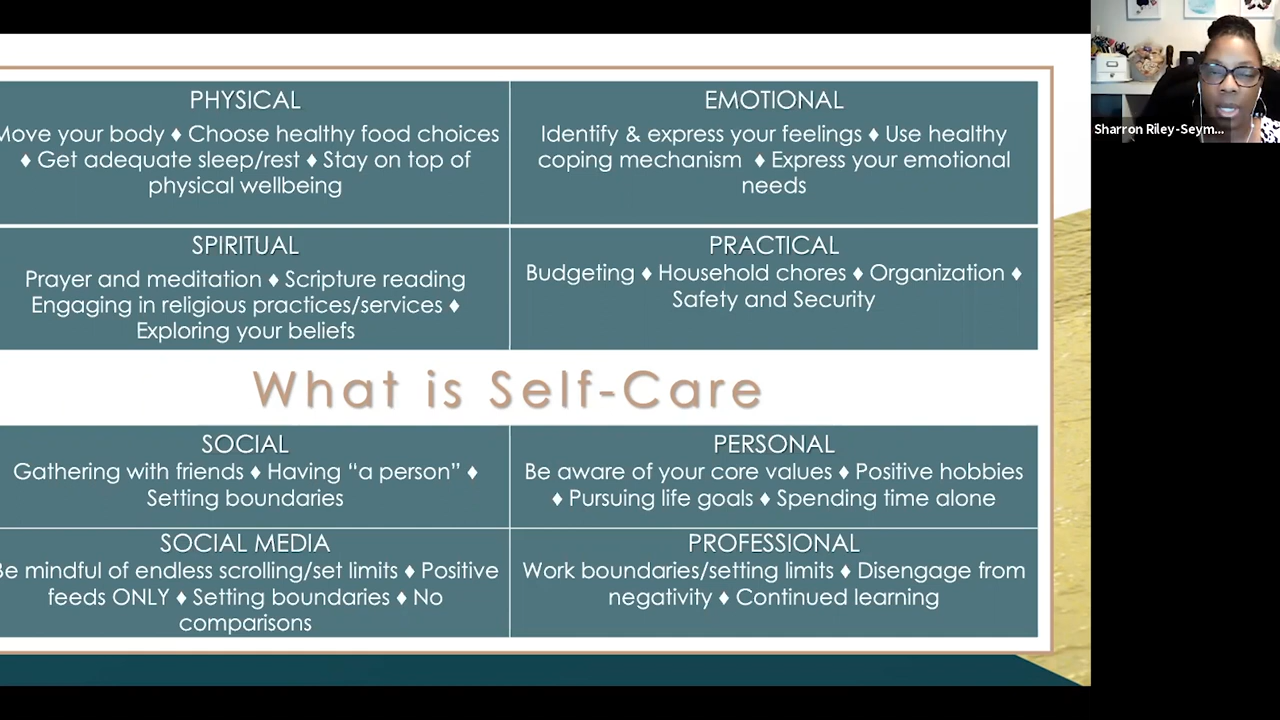 PHYSICAL
Move your body ♦ Choose healthy food choices
♦ Get adequate sleep/rest ♦ Stay on top of
physical wellbeing
EMOTIONAL
Identify & express your feelings ♦ Use healthy
coping mechanism ♦ Express your emotional
needs
SPIRITUAL
Prayer and meditation ♦ Scripture reading
Engaging in religious practices/services ♦
Exploring your beliefs
PRACTICAL
Budgeting ♦ Household chores ♦ Organization ♦
Safety and Security
What is Self-Care
SOCIAL
Gathering with friends ♦ Having “a person” ♦
Setting boundaries
PERSONAL
Be aware of your core values ♦ Positive hobbies
♦ Pursuing life goals ♦ Spending time alone
SOCIAL MEDIA
Be mindful of endless scrolling/set limits ♦ Positive
feeds ONLY ♦ Setting boundaries ♦ No
comparisons
PROFESSIONAL
Work boundaries/setting limits ♦ Disengage from
negativity ♦ Continued learning
Sharron Riley-Seym...